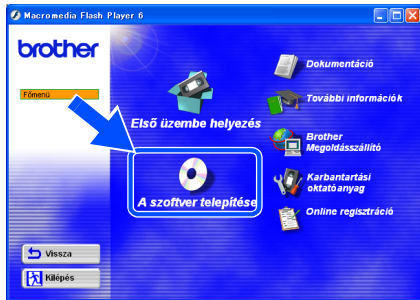 Macromedia Flash Player 6
brother
Főmenü
Első üzembe helyezés
A szoftver telepítése
Dokumentáció
További információk
Brother
Megoldásszállító
Karbantartási
oktatóanyag
Online regisztráció
Vissza
Kilépés